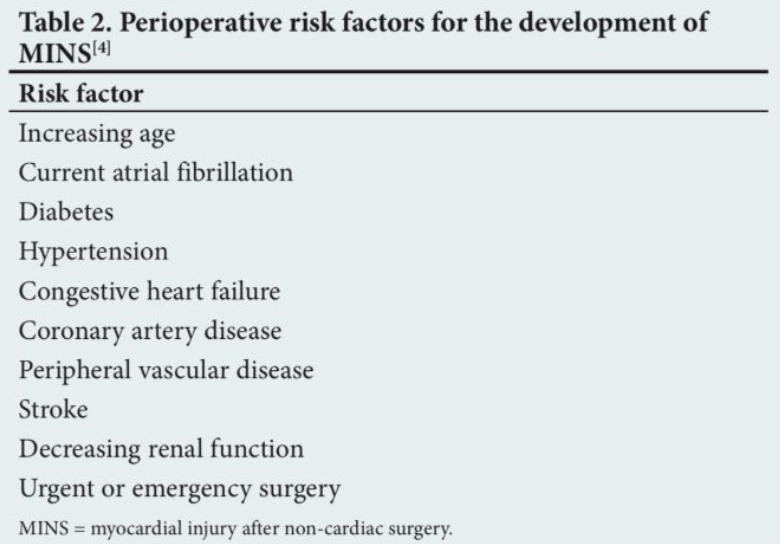 Table 2. Perioperative risk factors for the development of
MINS[4]
Risk factor
Increasing age
Current atrial fibrillation
Diabetes
Hypertension
Congestive heart failure
Coronary artery disease
Peripheral vascular disease
Stroke
Decreasing renal function
Urgent or emergency surgery
MINS = myocardial injury after non-cardiac surgery.